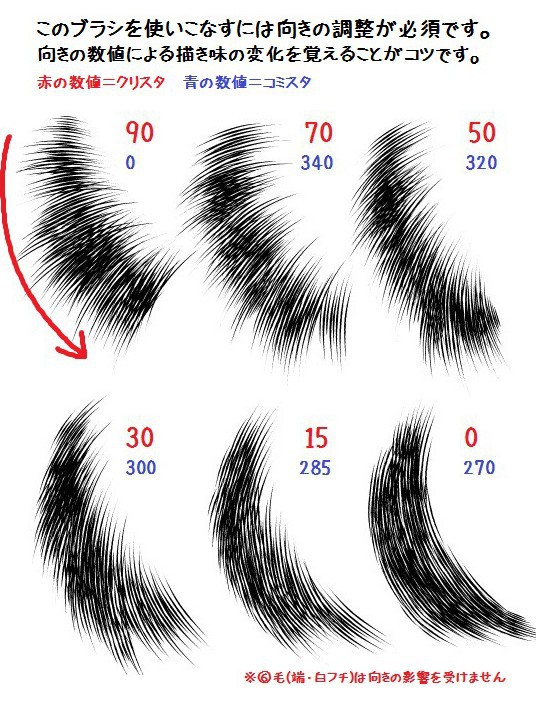 このブラシを使いこなすには向きの調整が必須です。
向きの数値による描き味の変化を覚えることがコツです。
赤の数値=クリスタ 青の数値=コミスタ
90 70 50
0 340 320
30 15 0
300 285 270
※⑥毛(端・白フチ)は向きの影響を受けません